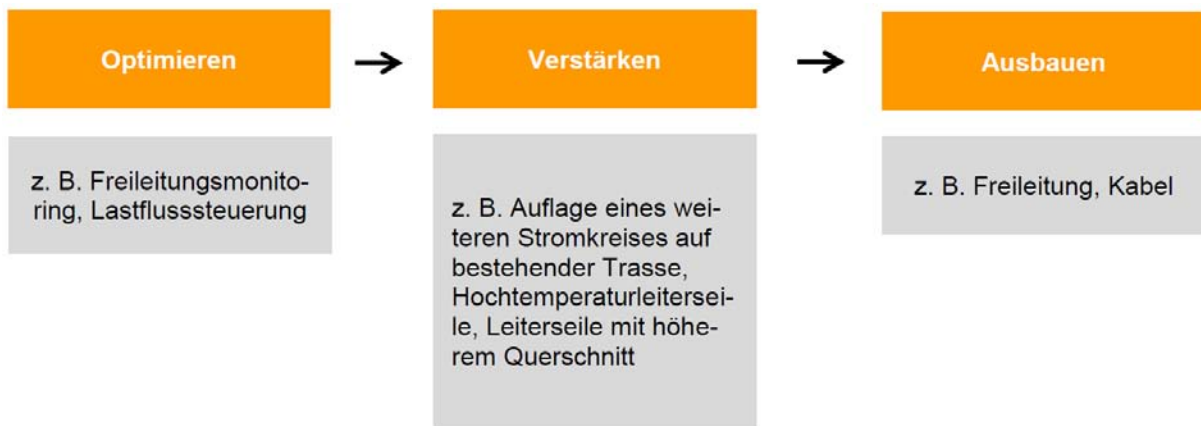 Optimieren
Verstärken
Ausbauen
z. B. Freileitungsmonito-
ring, Lastflusssteuerung
z. B. Auflage eines wei-
teren Stromkreises auf
bestehender Trasse,
Hochtemperaturleitersei-
le, Leiterseile mit höhe-
rem Querschnitt
z. B. Freileitung, Kabel